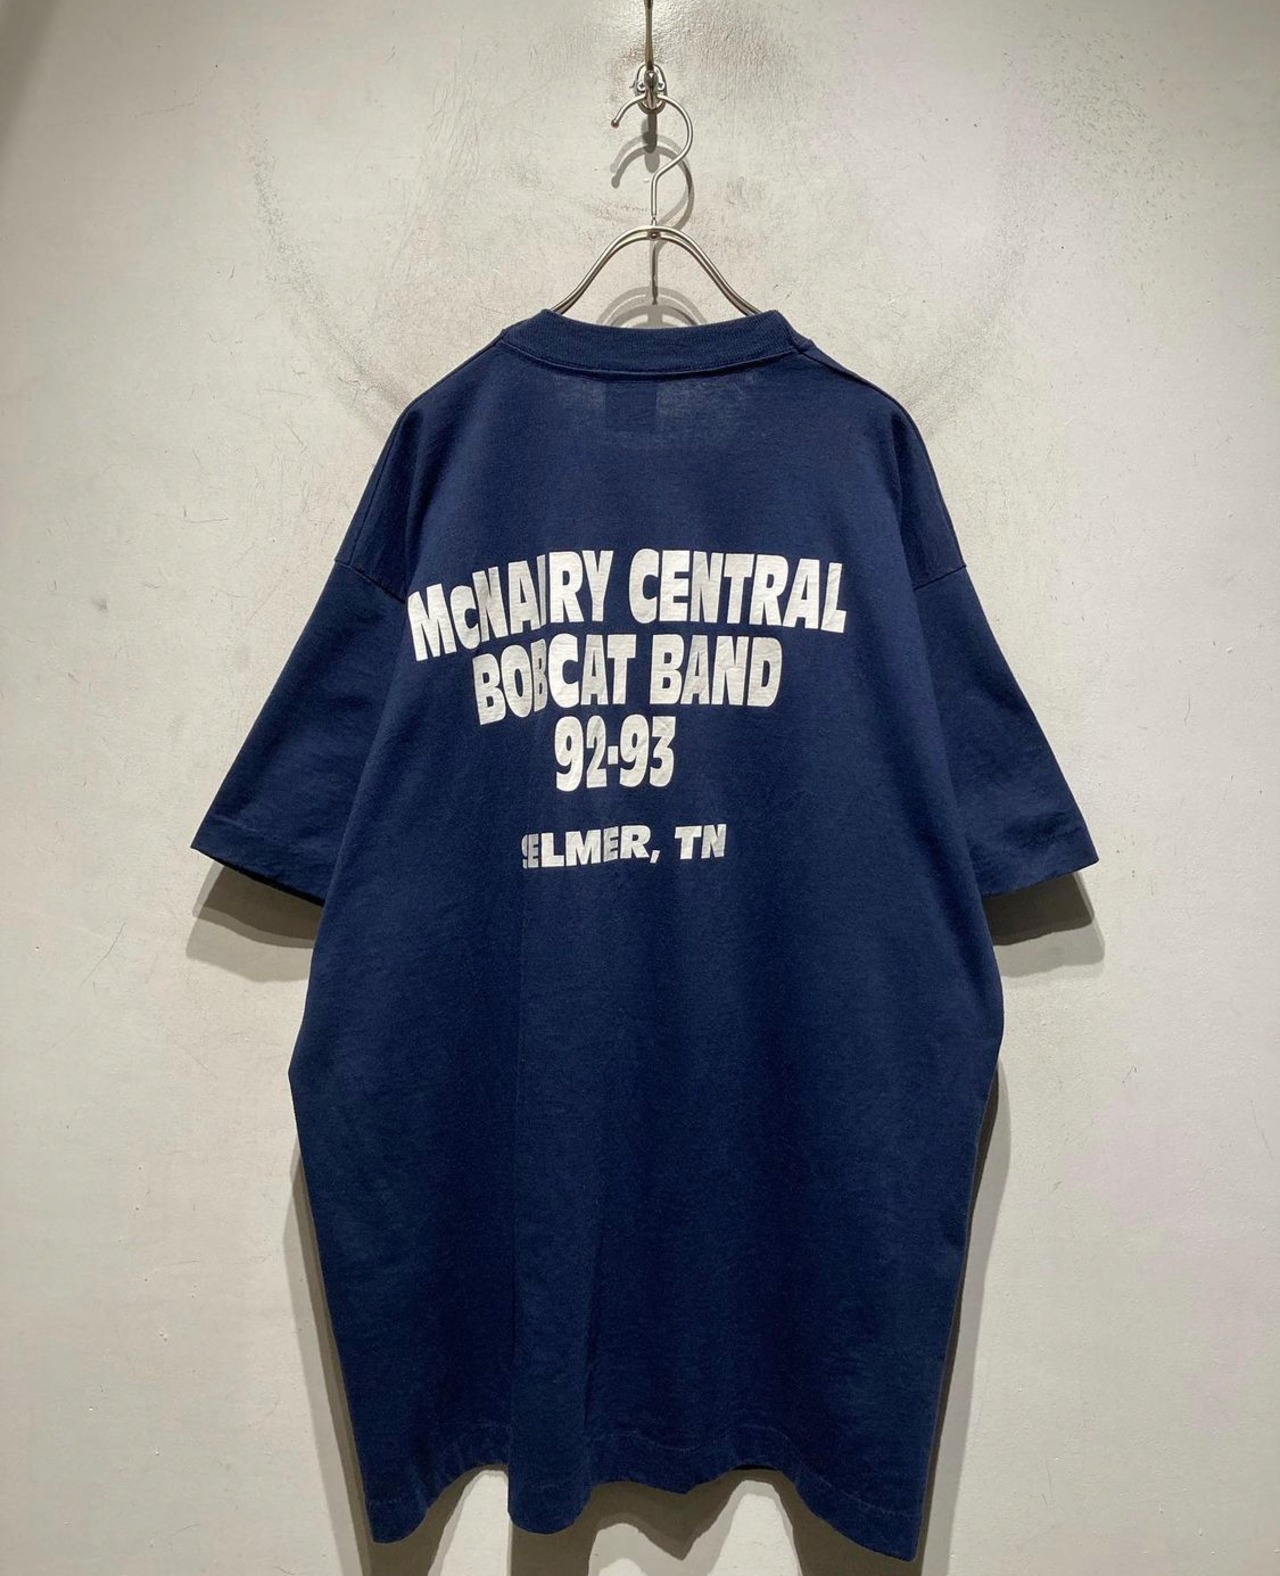 McNAIRY CENTRAL
BOBCAT BAND
92-93
SELMER, TN